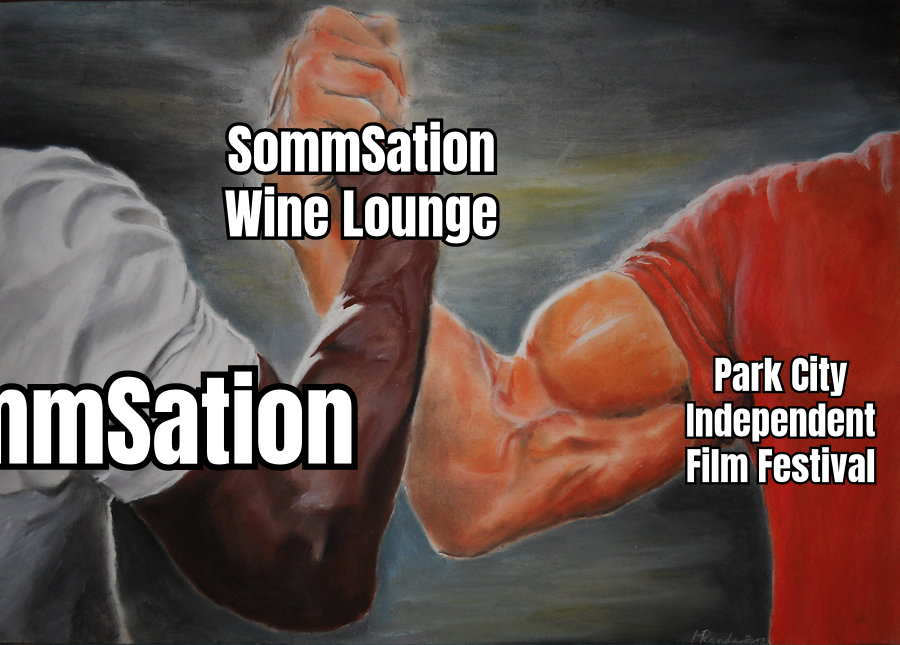 SommSation
Wine Lounge
mmSation
Park City
Independent
Film Festival